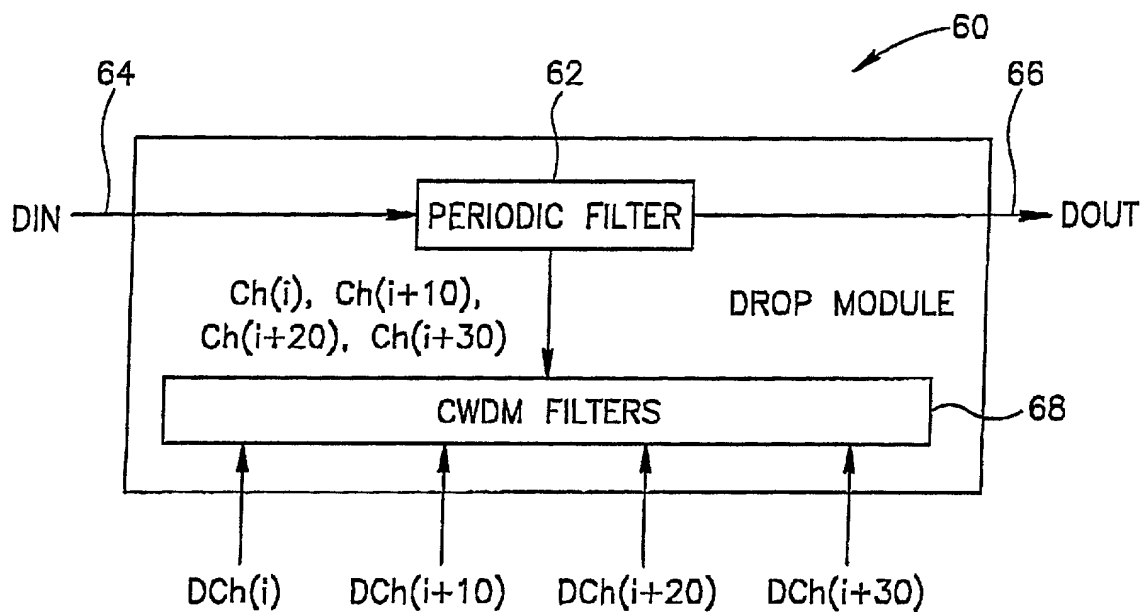 60
64
62
66
DIN
PERIODIC FILTER
DOUT
Ch(i), Ch(i+10),
Ch(i+20), Ch(i+30)
DROP MODULE
CWDM FILTERS
68
DCh(i)
DCh(i+10)
DCh(i+20)
DCh(i+30)